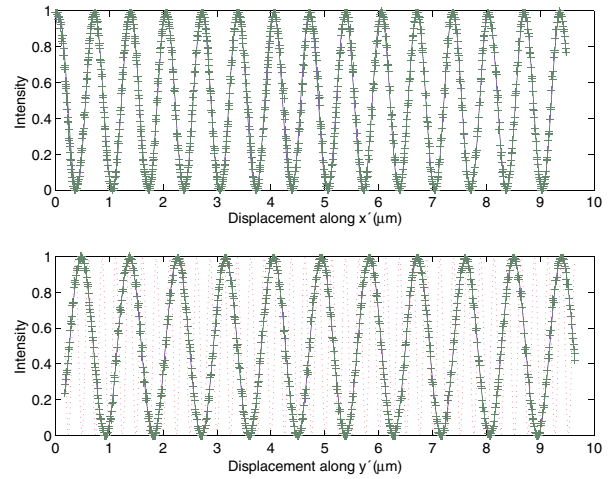 1
0.8
0.6
0.4
0.2
0
Intensity
0 1 2 3 4 5 6 7 8 9 10
Displacement along x´(μm)
1
0.8
0.6
0.4
0.2
0
Intensity
0 1 2 3 4 5 6 7 8 9 10
Displacement along y´(μm)